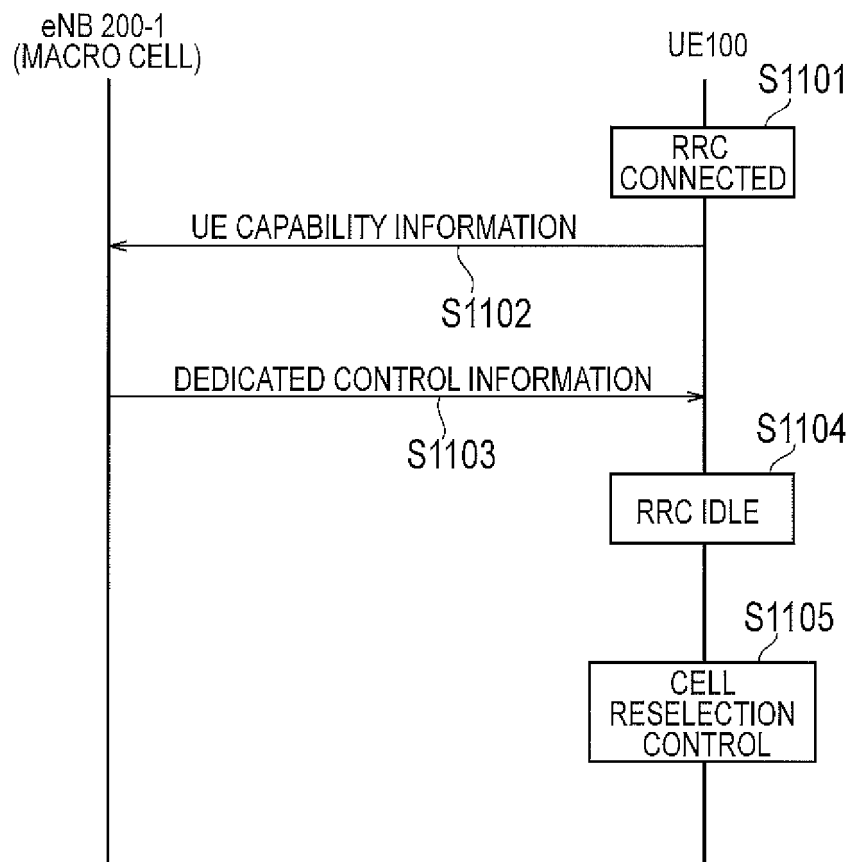 eNB 200-1
(MACRO CELL)
UE100
S1101
RRC
CONNECTED
UE CAPABILITY INFORMATION
S1102
DEDICATED CONTROL INFORMATION
S1103
S1104
RRC IDLE
S1105
CELL
RESELECTION
CONTROL